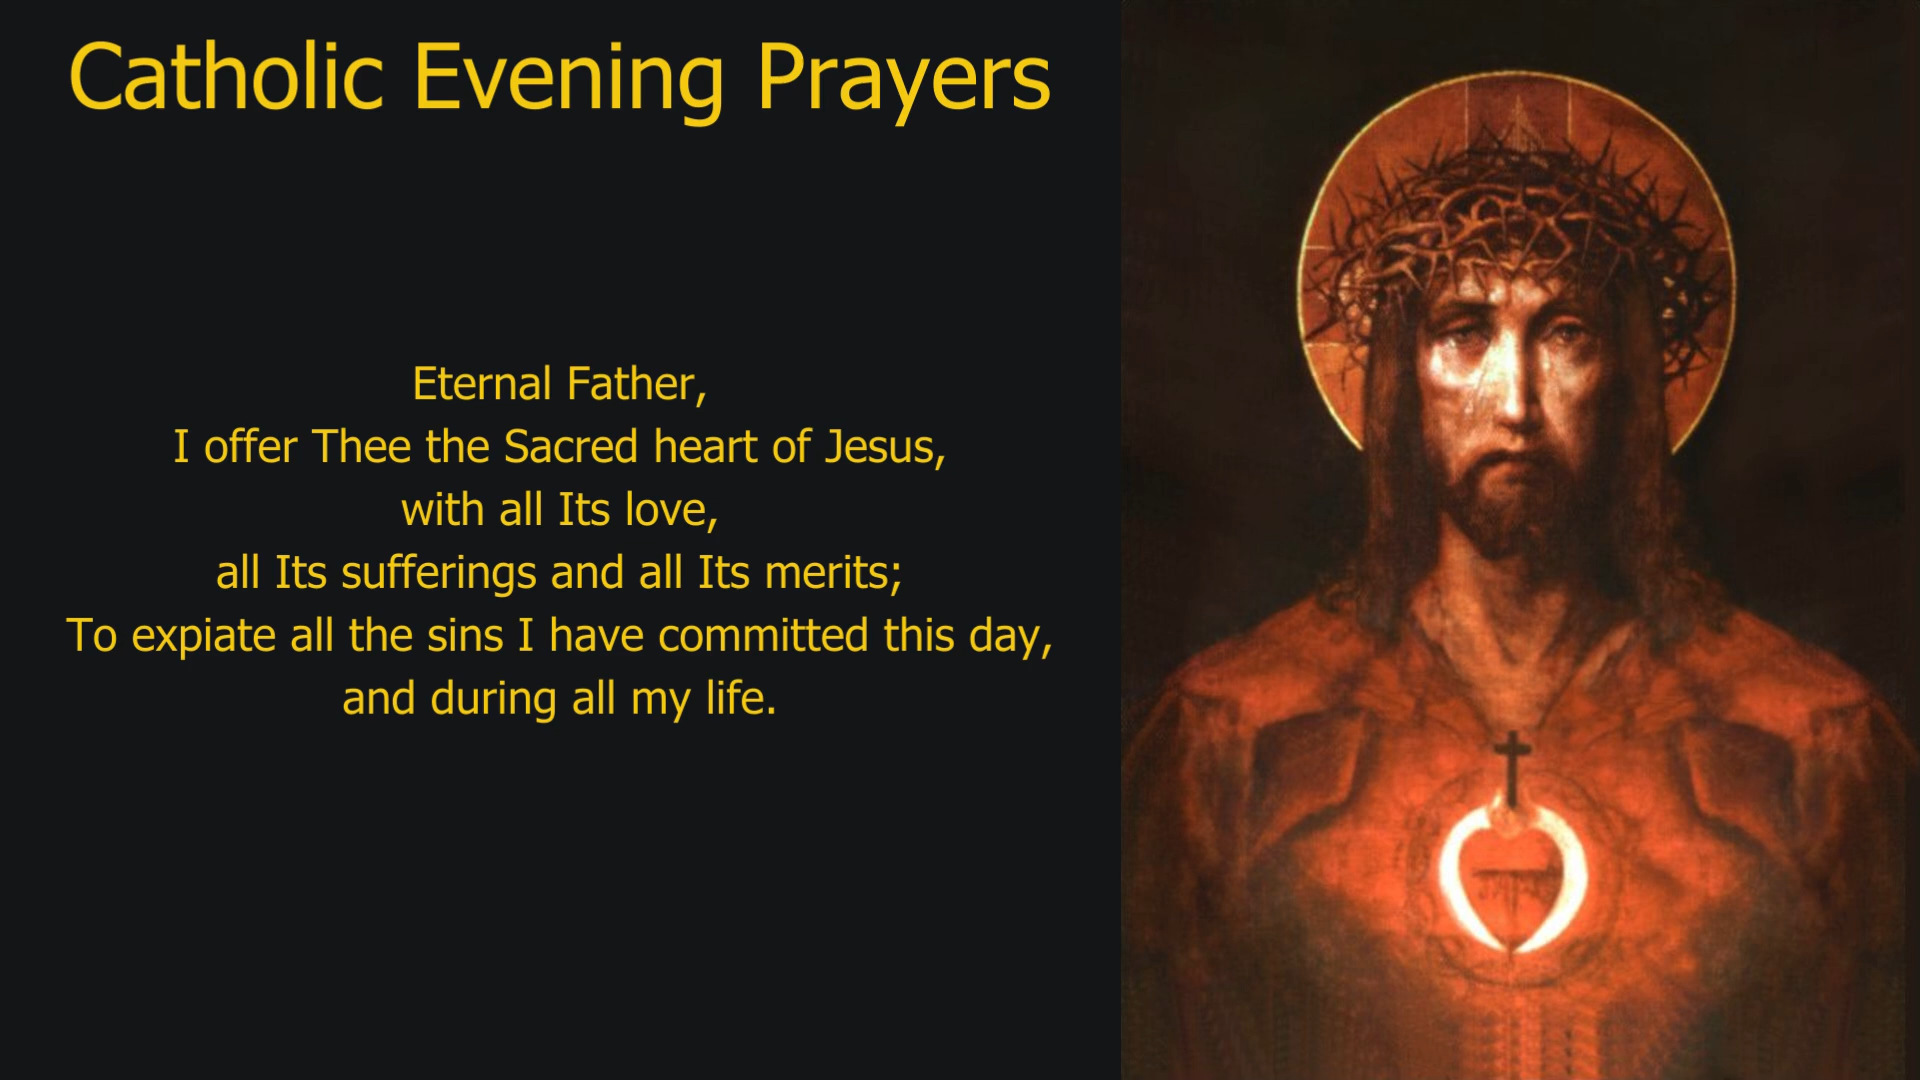 Catholic Evening Prayers
Eternal Father,
I offer Thee the Sacred heart of Jesus,
with all Its love,
all Its sufferings and all Its merits;
To expiate all the sins I have committed this day,
and during all my life.